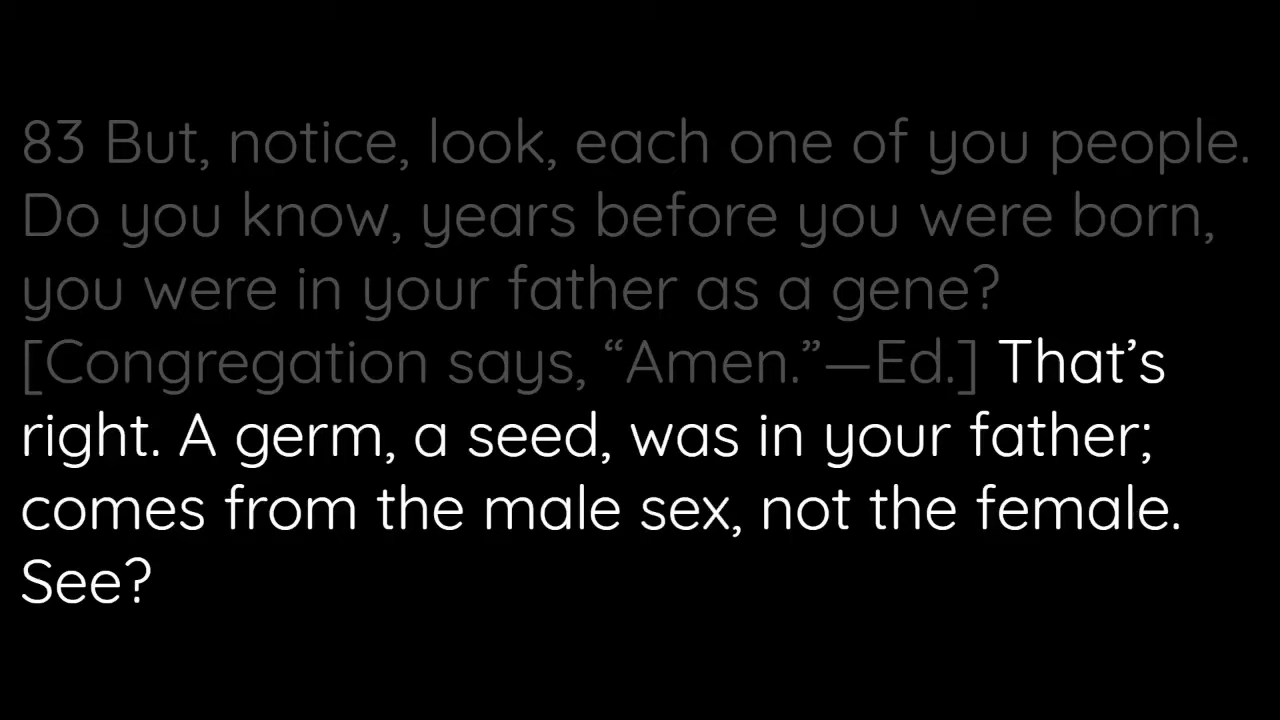 83 But, notice, look, each one of you people.
Do you know, years before you were born,
you were in your father as a gene?
[Congregation says, “Amen.”—Ed.] That’s
right. A germ, a seed, was in your father;
comes from the male sex, not the female.
See?